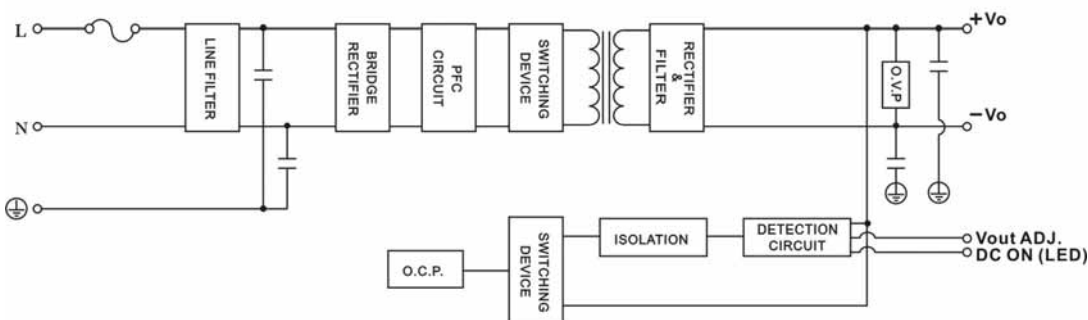 L
N
LINE FILTER
BRIDGE
RECTIFIER
PFC
CIRCUIT
SWITCHING
DEVICE
RECTIFIER
&
FILTER
O.V.P
+Vo
−Vo
O.C.P.
SWITCHING
DEVICE
ISOLATION
DETECTION
CIRCUIT
Vout ADJ.
DC ON (LED)